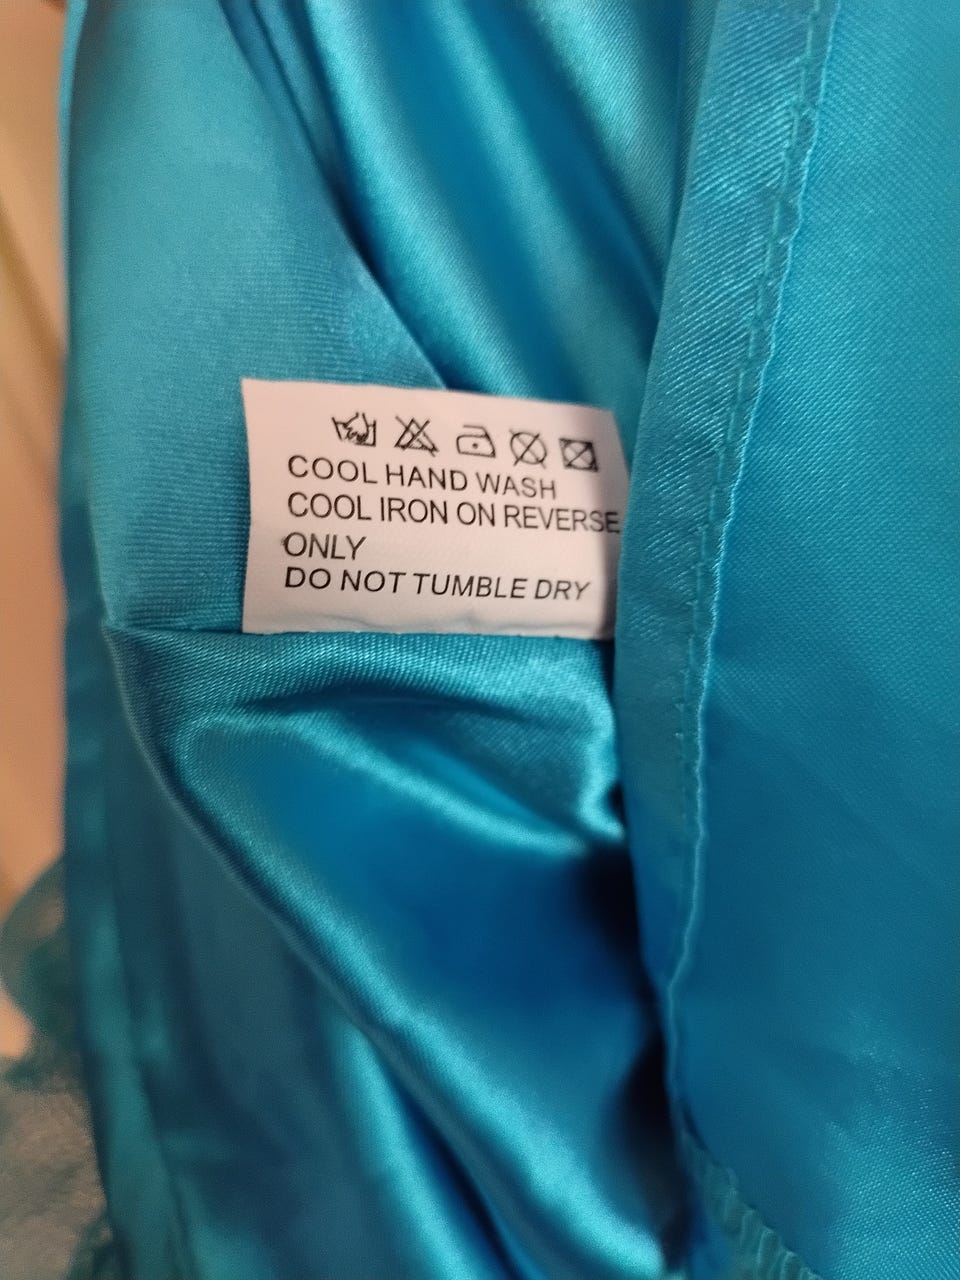 COOL HAND WASH
COOL IRON ON REVERSE
ONLY
DO NOT TUMBLE DRY